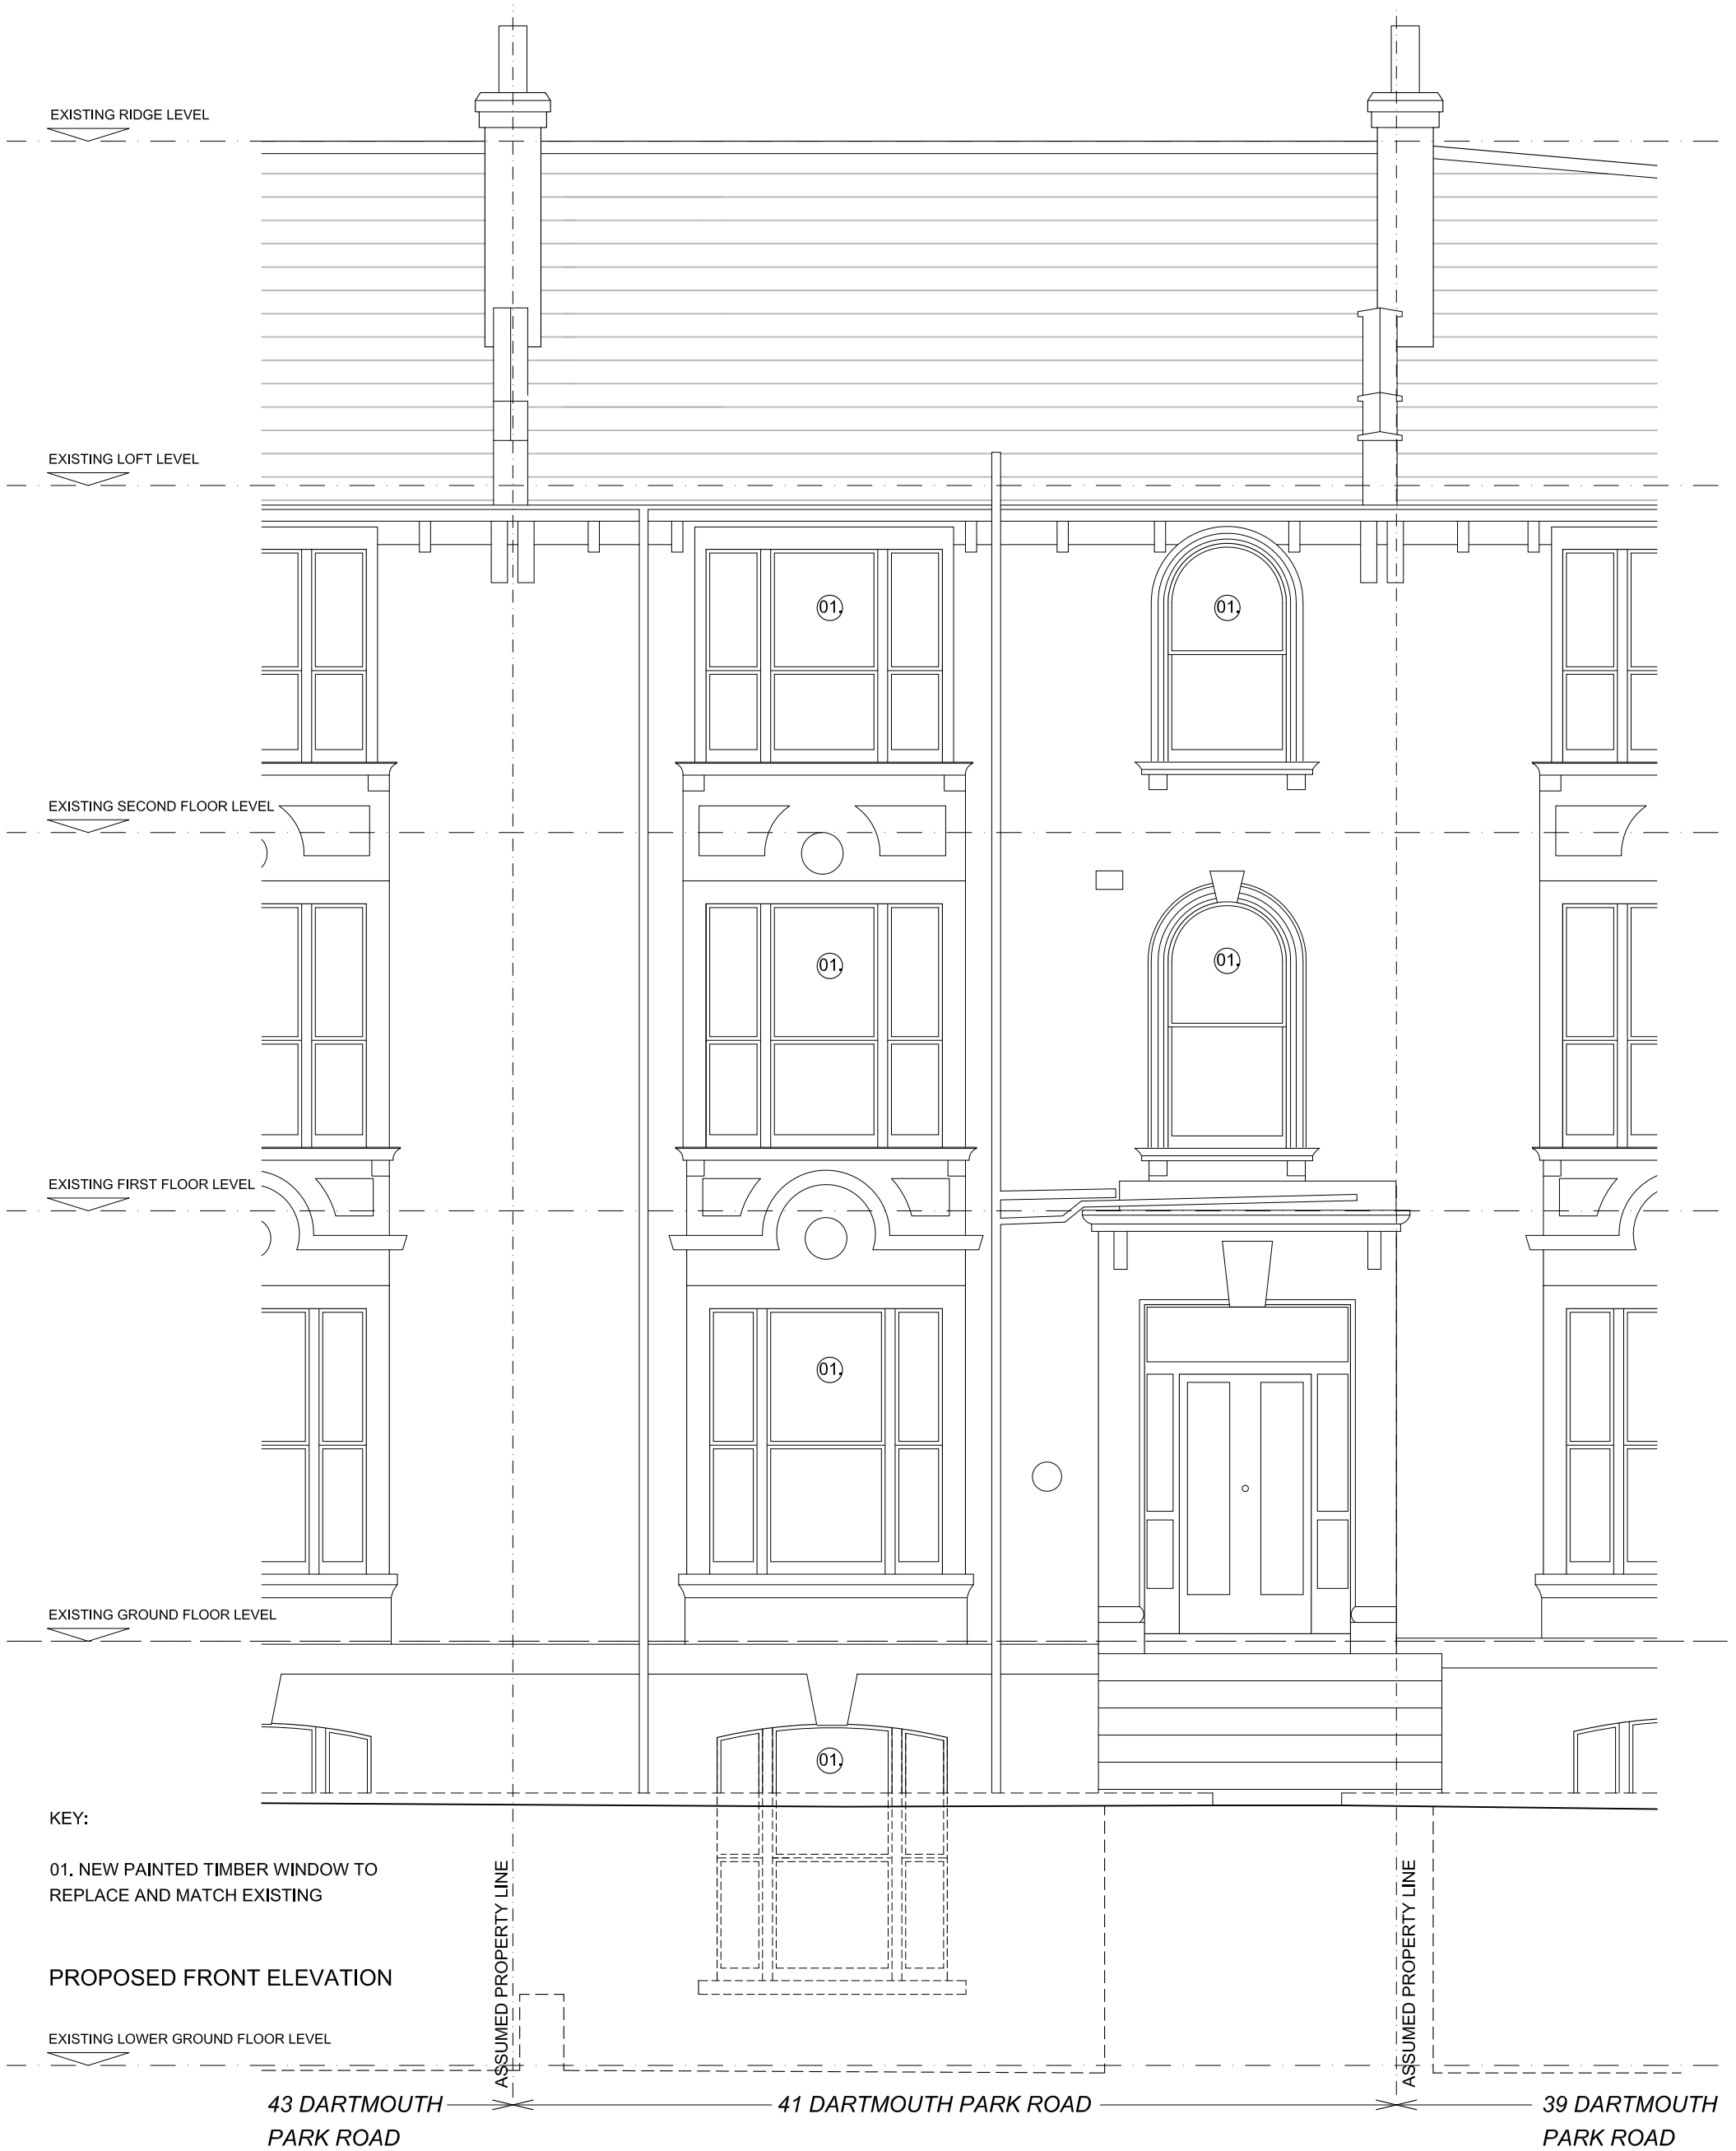 EXISTING RIDGE LEVEL
EXISTING LOFT LEVEL
01.
01.
EXISTING SECOND FLOOR LEVEL
01.
01.
EXISTING FIRST FLOOR LEVEL
01.
EXISTING GROUND FLOOR LEVEL
01.
KEY:
01. NEW PAINTED TIMBER WINDOW TO
REPLACE AND MATCH EXISTING
PROPOSED FRONT ELEVATION
ASSUMED PROPERTY LINE
ASSUMED PROPERTY LINE
EXISTING LOWER GROUND FLOOR LEVEL
43 DARTMOUTH
PARK ROAD
41 DARTMOUTH PARK ROAD
39 DARTMOUTH
PARK ROAD